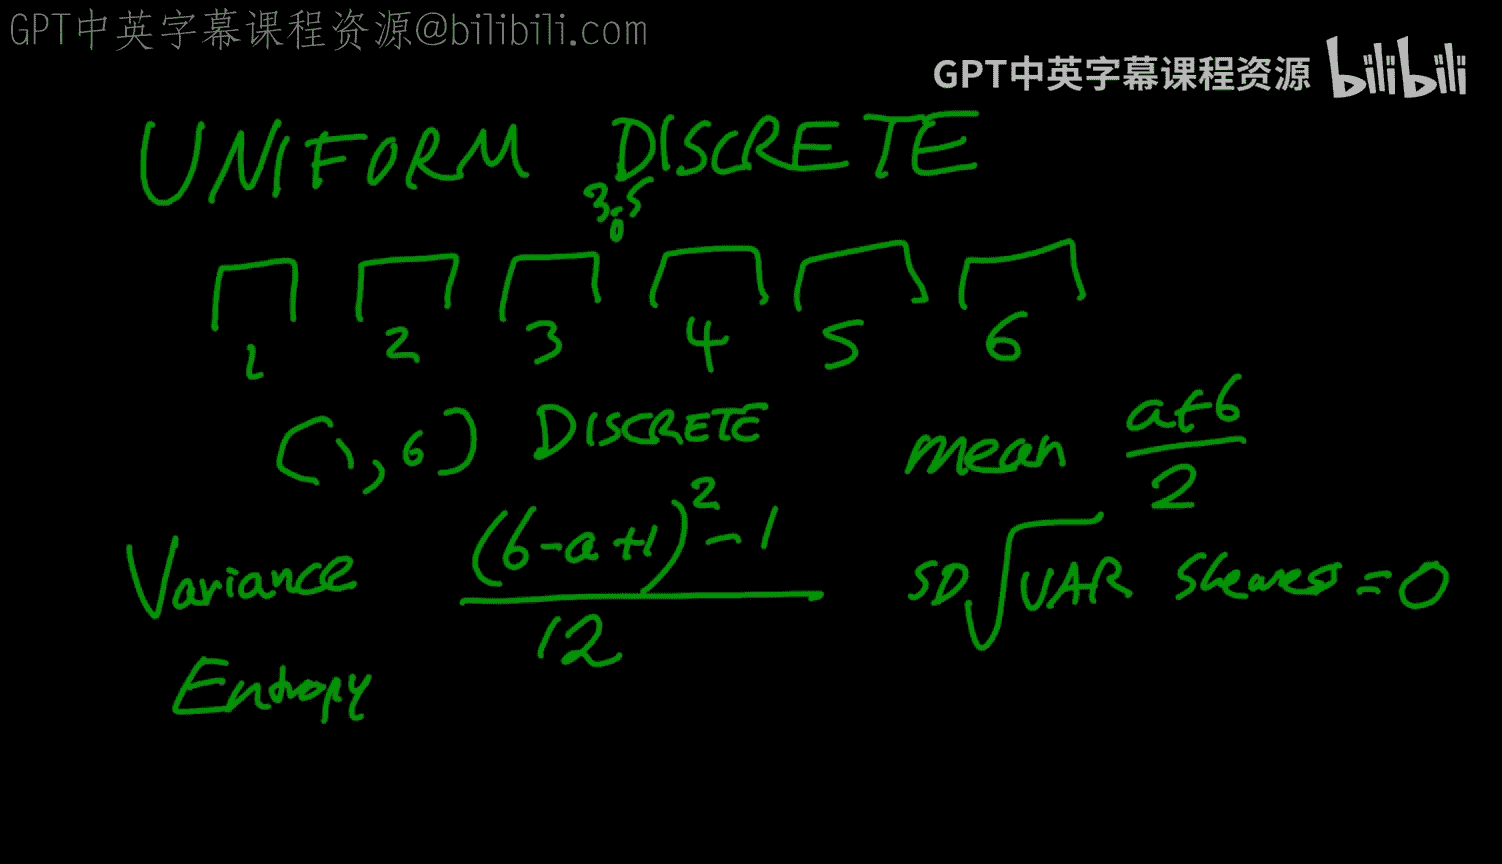 GPT中英字幕课程资源@bilibili.com
GPT中英字幕课程资源 bilibili
UNIFORM DISCRETE
3.5
1 2 3 4 5 6
(1,6) DISCRETE mean a+b/2
Variance (b-a+1)²-1/12 SD √VAR Skewness=0
Entropy